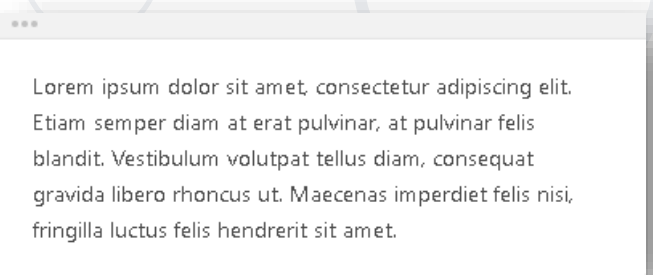 Lorem ipsum dolor sit amet, consectetur adipiscing elit.
Etiam semper diam at erat pulvinar, at pulvinar felis
blandit. Vestibulum volutpat tellus diam, consequat
gravida libero rhoncus ut. Maecenas imperdiet felis nisi,
fringilla luctus felis hendrerit sit amet.